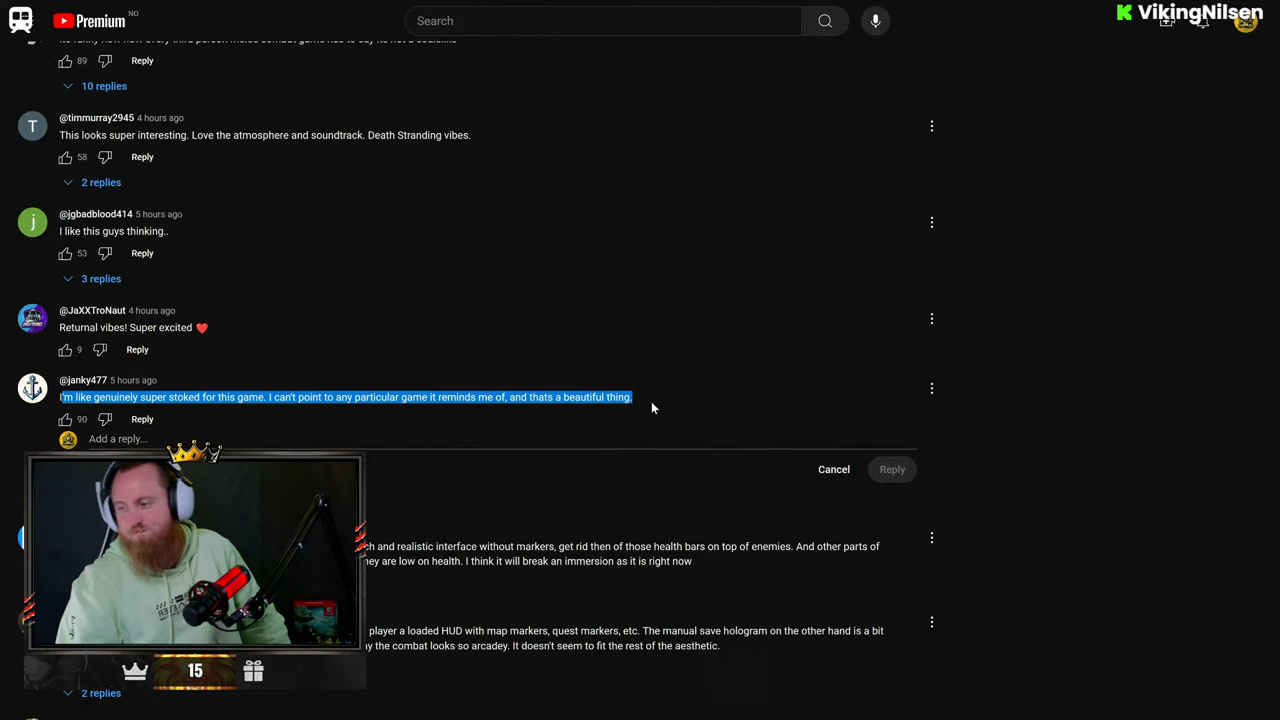 Premium NO
Search
VikingNilsen
89 Reply
10 replies
@timmurray2945 4 hours ago
T
This looks super interesting. Love the atmosphere and soundtrack. Death Stranding vibes.
58 Reply
2 replies
@jgbadblood414 5 hours ago
j
I like this guys thinking..
53 Reply
3 replies
@JaXXTroNaut 4 hours ago
Returnal vibes! Super excited ❤️
9 Reply
@janky477 5 hours ago
I'm like genuinely super stoked for this game. I can't point to any particular game it reminds me of, and thats a beautiful thing.
90 Reply
Add a reply...
Cancel Reply
and realistic interface without markers, get rid then of those health bars on top of enemies. And other parts of
they are low on health. I think it will break an immersion as it is right now
player a loaded HUD with map markers, quest markers, etc. The manual save hologram on the other hand is a bit
the combat looks so arcadey. It doesn't seem to fit the rest of the aesthetic.
15
2 replies